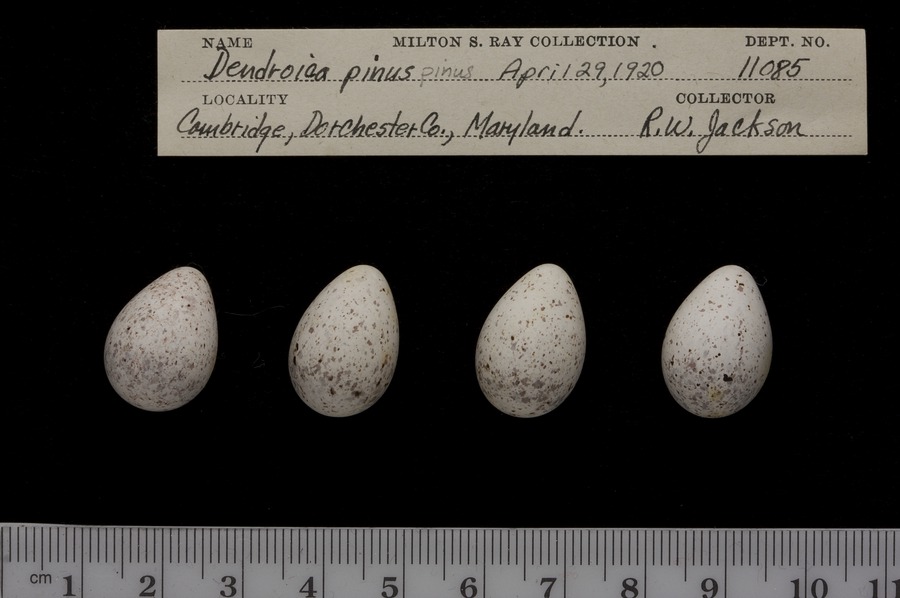 NAME MILTON S. RAY COLLECTION . DEPT. NO.
Dendroica pinus pinus April 29, 1920 11085
LOCALITY COLLECTOR
Cambridge, Dorchester Co., Maryland. R.W. Jackson
cm 1 2 3 4 5 6 7 8 9 10 11